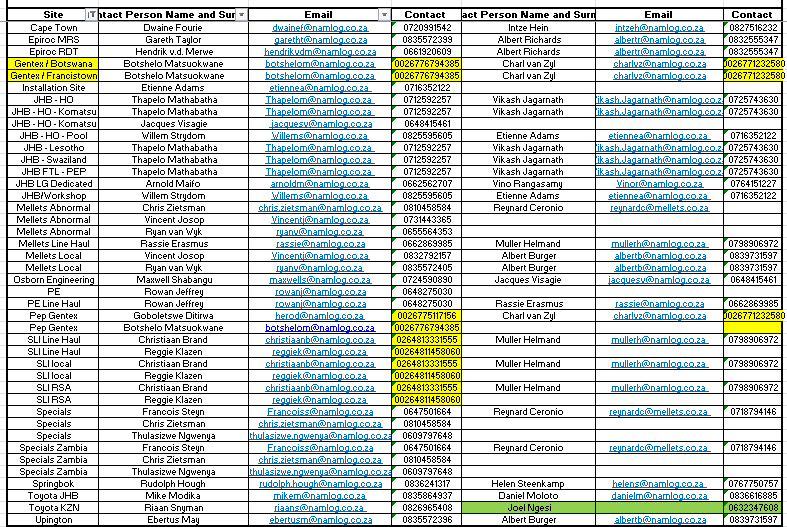 Site ntact Person Name and Surn Email Contact act Person Name and Surn Email Contact
Cape Town Dwaine Fourie dwainef@namlog.co.za 0720991542 Intze Hein intzeh@namlog.co.za 0827516232
Epiroc MRS Gareth Taylor gareth@namlog.co.za 0835572399 Albert Richards albertr@namlog.co.za 0832555347
Epiroc RDT Hendrik v.d. Merwe hendrikvdm@namlog.co.za 0661920609 Albert Richards albertr@namlog.co.za 0832555347
Gentex / Botswana Botshelo Matsuokwane botshelom@namlog.co.za 0026776794385 Charl van Zyl charlvz@namlog.co.za 0026771232580
Gentex / Francistown Botshelo Matsuokwane botshelom@namlog.co.za 0026776794385 Charl van Zyl charlvz@namlog.co.za 0026771232580
Installation Site Etienne Adams etiennea@namlog.co.za 0716352122
JHB - HO Thapelo Mathabatha Thapelom@namlog.co.za 0712592257 Vikash Jagarnath Vikash.Jagarnath@namlog.co.za 0725743630
JHB - HO - Komatsu Thapelo Mathabatha Thapelom@namlog.co.za 0712592257 Vikash Jagarnath Vikash.Jagarnath@namlog.co.za 0725743630
JHB - HO - Komatsu Jacques Visagie jacquesv@namlog.co.za 0648415461
JHB - HO - Pool Willem Strydom Willems@namlog.co.za 0825595605 Etienne Adams etiennea@namlog.co.za 0716352122
JHB - Lesotho Thapelo Mathabatha Thapelom@namlog.co.za 0712592257 Vikash Jagarnath Vikash.Jagarnath@namlog.co.za 0725743630
JHB - Swaziland Thapelo Mathabatha Thapelom@namlog.co.za 0712592257 Vikash Jagarnath Vikash.Jagarnath@namlog.co.za 0725743630
JHB FTL - PEP Thapelo Mathabatha Thapelom@namlog.co.za 0712592257 Vikash Jagarnath Vikash.Jagarnath@namlog.co.za 0725743630
JHB LG Dedicated Arnold Maifo arnoldm@namlog.co.za 0662562707 Vino Rangasamy Vinor@namlog.co.za 0764151227
JHB/Workshop Willem Strydom Willems@namlog.co.za 0825595605 Etienne Adams etiennea@namlog.co.za 0716352122
Mellets Abnormal Chris Zietsman chris.zietsman@namlog.co.za 0810458584 Reynard Ceronio reynardc@mellets.co.za
Mellets Abnormal Vincent Josop Vincentj@namlog.co.za 0731443365
Mellets Abnormal Ryan van Wyk ryanv@namlog.co.za 0655564353
Mellets Line Haul Rassie Erasmus rassie@namlog.co.za 0662869985 Muller Helmand mullerh@namlog.co.za 0798906972
Mellets Local Vincent Josop Vincentj@namlog.co.za 0832792157 Albert Burger albertb@namlog.co.za 0839731597
Mellets Local Ryan van Wyk ryanv@namlog.co.za 0835572405 Albert Burger albertb@namlog.co.za 0839731597
Osborn Engineering Maxwell Shabangu maxwells@namlog.co.za 0724590890 Jacques Visagie jacquesv@namlog.co.za 0648415461
PE Rowan Jeffrey rowanj@namlog.co.za 0648275030
PE Line Haul Rowan Jeffrey rowanj@namlog.co.za 0648275030 Rassie Erasmus rassie@namlog.co.za 0662869985
Pep Gentex Goboletswe Ditirwa herod@namlog.co.za 0026775117156 Charl van Zyl charlvz@namlog.co.za 0026771232580
Pep Gentex Botshelo Matsuokwane botshelom@namlog.co.za 0026776794385
SLI Line Haul Christiaan Brand christiaanb@namlog.co.za 0264813331555 Muller Helmand mullerh@namlog.co.za 0798906972
SLI Line Haul Reggie Klazen reggiek@namlog.co.za 00264811458060
SLI local Christiaan Brand christiaanb@namlog.co.za 0264813331555 Muller Helmand mullerh@namlog.co.za 0798906972
SLI local Reggie Klazen reggiek@namlog.co.za 00264811458060
SLI RSA Christiaan Brand christiaanb@namlog.co.za 0264813331555 Muller Helmand mullerh@namlog.co.za 0798906972
SLI RSA Reggie Klazen reggiek@namlog.co.za 00264811458060
Specials Francois Steyn Francoiss@namlog.co.za 0647501664 Reynard Ceronio reynardc@mellets.co.za 0718794146
Specials Chris Zietsman chris.zietsman@namlog.co.za 0810458584
Specials Thulasizwe Ngwenya thulasizwe.ngwenya@namlog.co.za 0609797648
Specials Zambia Francois Steyn Francoiss@namlog.co.za 0647501664 Reynard Ceronio reynardc@mellets.co.za 0718794146
Specials Zambia Chris Zietsman chris.zietsman@namlog.co.za 0810458584
Specials Zambia Thulasizwe Ngwenya thulasizwe.ngwenya@namlog.co.za 0609797648
Springbok Rudolph Hough rudolph.hough@namlog.co.za 0836241317 Helen Steenkamp helens@namlog.co.za 0767750757
Toyota JHB Mike Modika mikem@namlog.co.za 0835864937 Daniel Moloto danielm@namlog.co.za 0836616885
Toyota KZN Riaan Snyman riaans@namlog.co.za 0826965408 Joel Ngesi 0632347608
Upington Ebertus May ebertusm@namlog.co.za 0835572396 Albert Burger albertb@namlog.co.za 0839731597